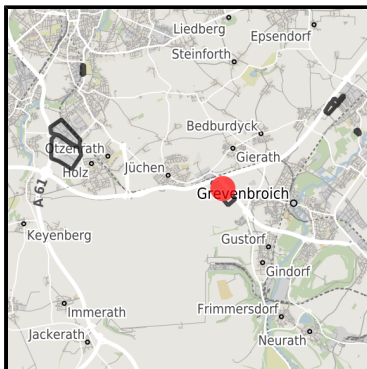 Liedberg
Epsendorf
Steinforth
Bedburdyck
Otzenrath
Gierath
Holz
Jüchen
A 61
Grevenbroich
Keyenberg
Gustorf
Gindorf
Immerath
Frimmersdorf
Jackerath
Neurath